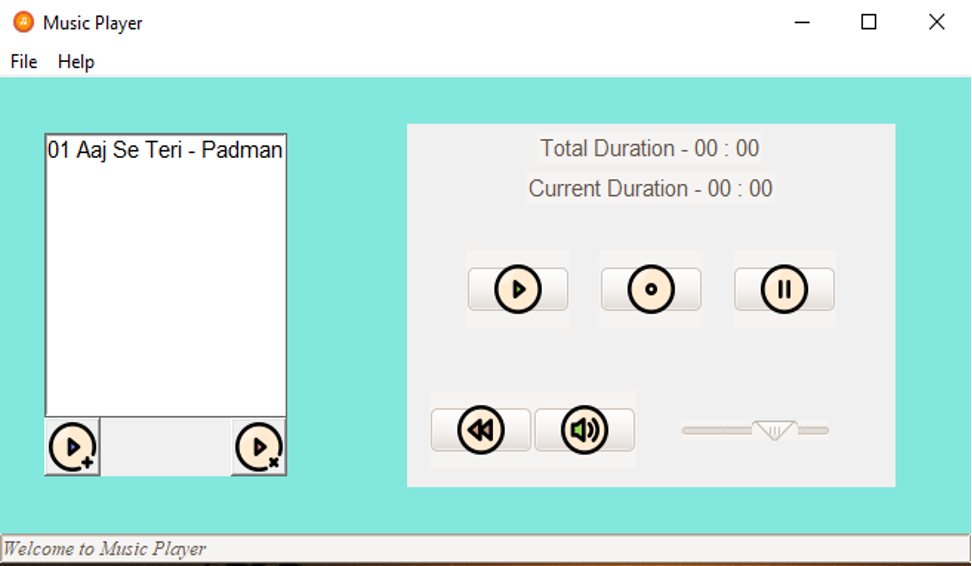 Music Player
File Help
01 Aaj Se Teri - Padman
Total Duration - 00 : 00
Current Duration - 00 : 00
Welcome to Music Player